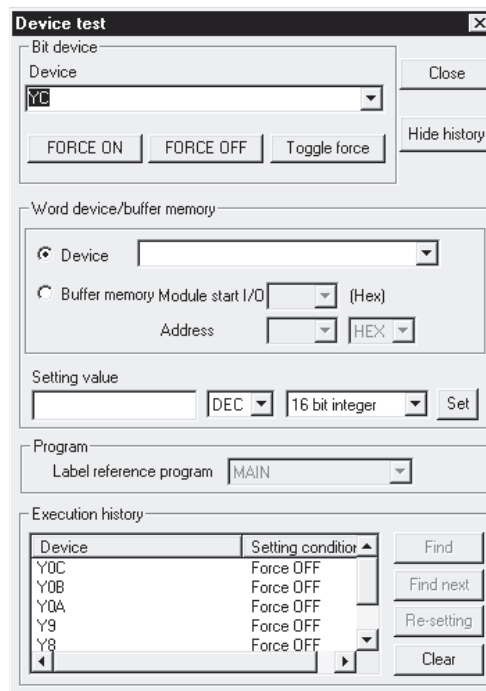 Device test
Bit device
Device
Close
YC
FORCE ON FORCE OFF Toggle force
Hide history
Word device/buffer memory
Device
Buffer memory Module start I/O (Hex)
Address HEX
Setting value
DEC 16 bit integer Set
Program
Label reference program MAIN
Execution history
Device Setting condition
Find
Y0C Force OFF
Y0B Force OFF
Find next
Y0A Force OFF
Y9 Force OFF
Re-setting
Y8 Force OFF
Clear